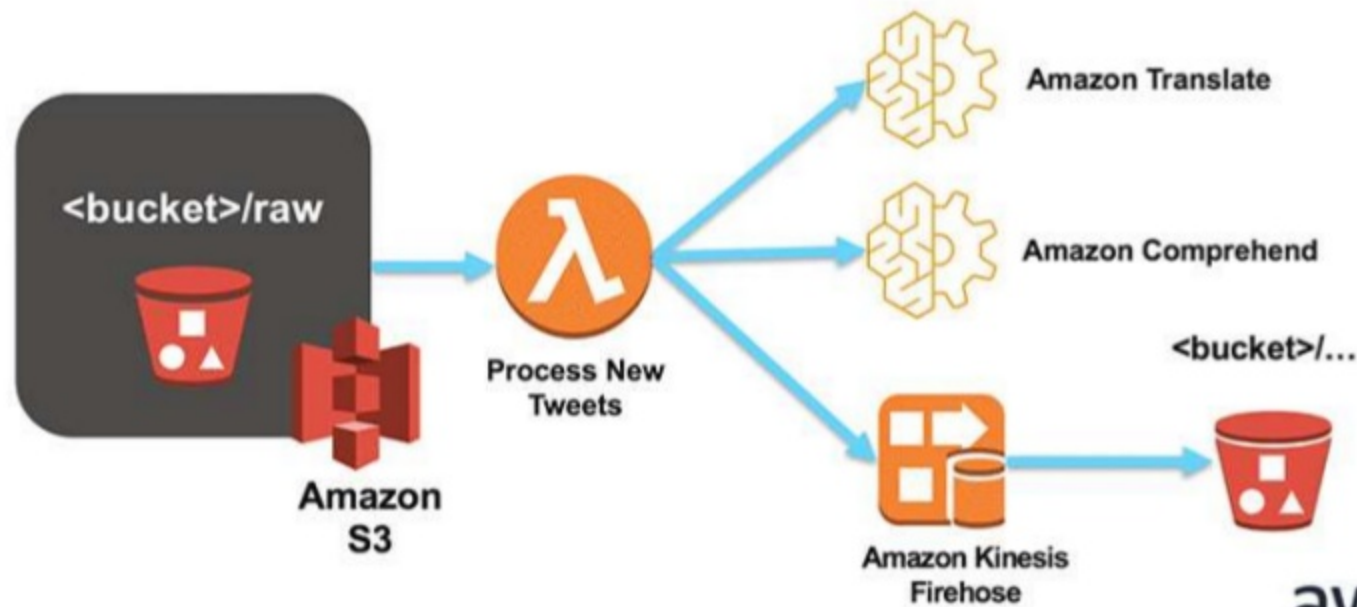 <bucket>/raw
Amazon
S3
Process New
Tweets
Amazon Translate
Amazon Comprehend
<bucket>/...
Amazon Kinesis
Firehose